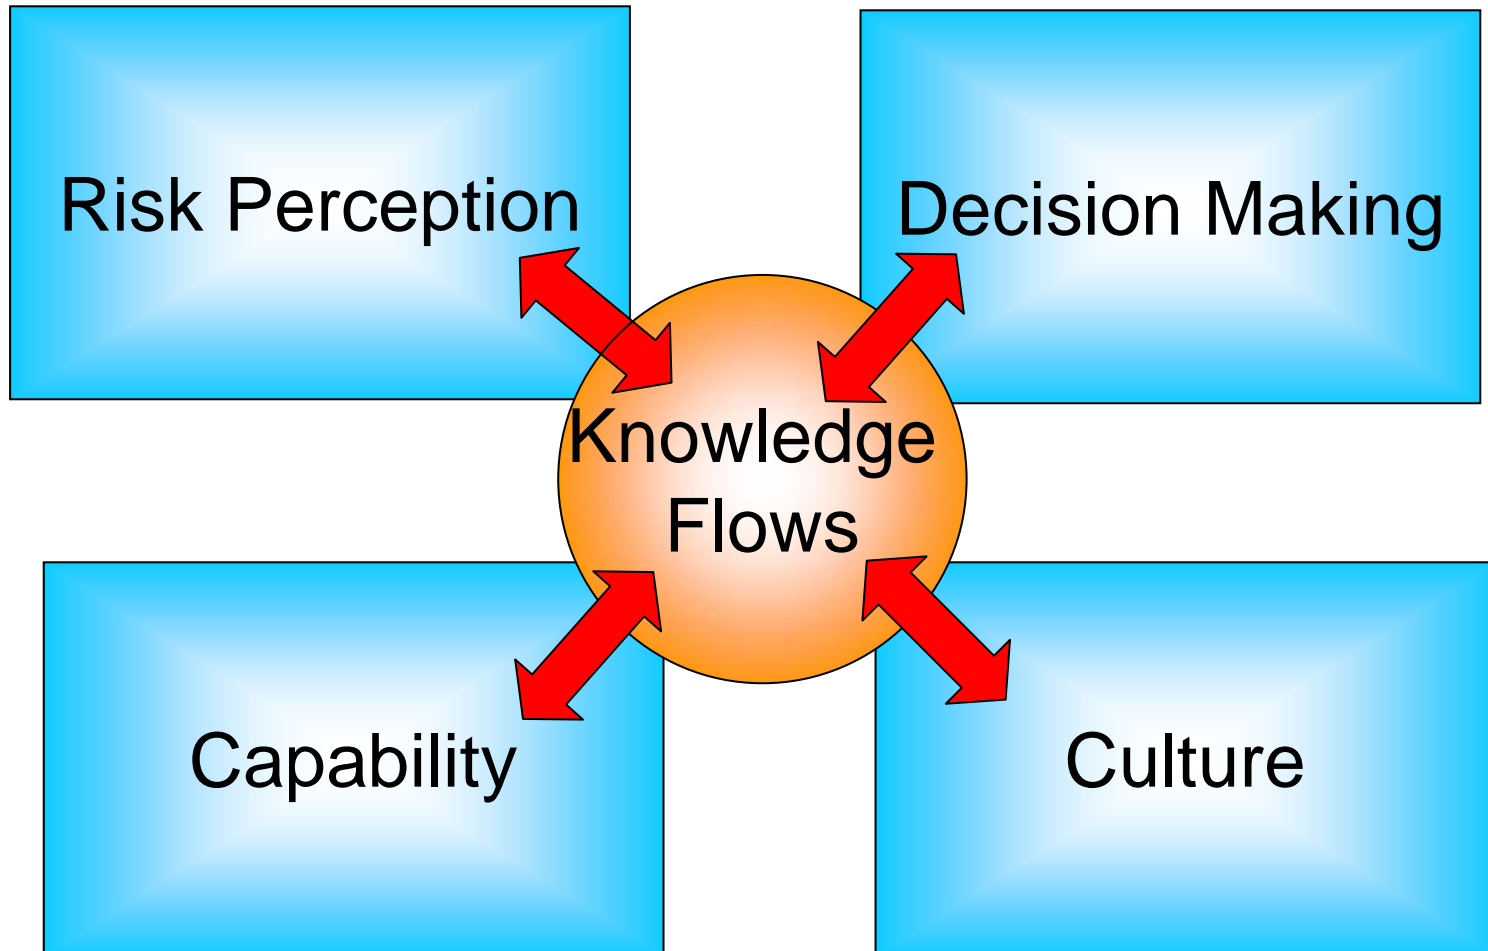 Risk Perception
Decision Making
Knowledge
Flows
Capability
Culture